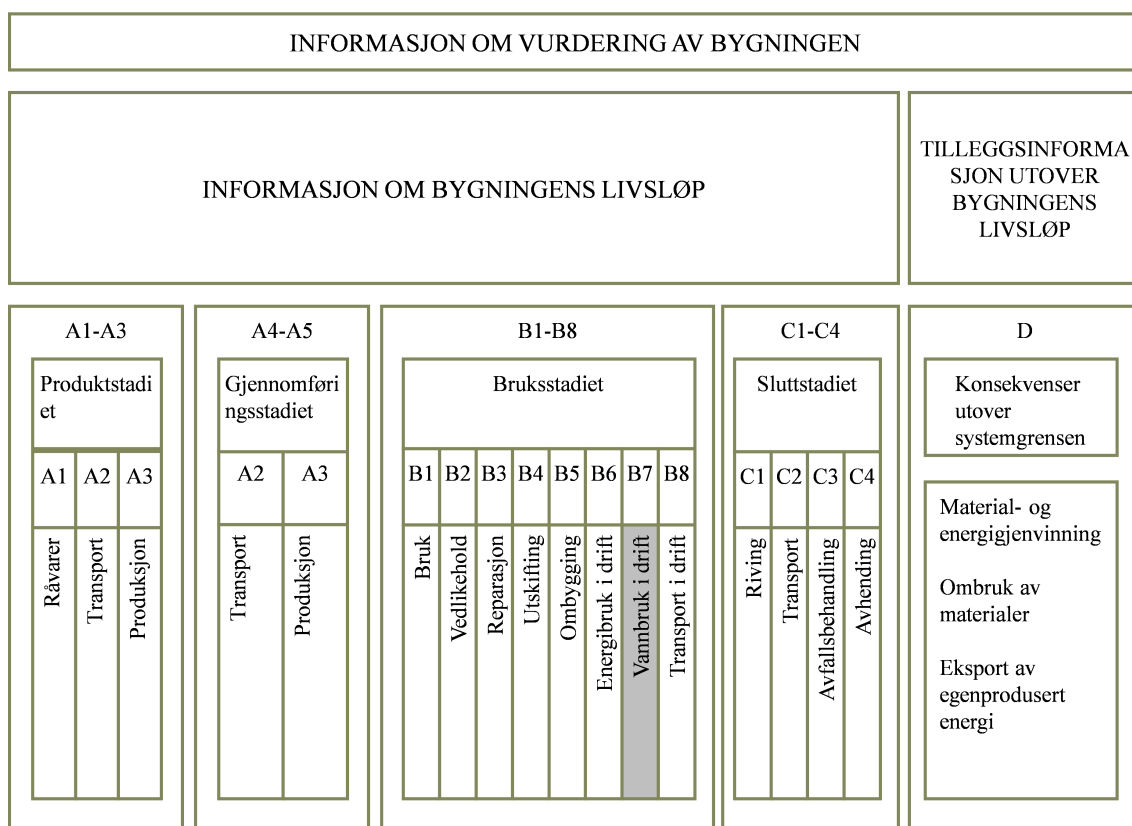 INFORMASJON OM VURDERING AV BYGNINGEN
INFORMASJON OM BYGNINGENS LIVSLØP
TILLEGGSINFORMA
SJON UTOVER
BYGNINGENS
LIVSLØP
A1-A3
Produktstadi
et
A1 A2 A3
Råvarer
Transport
Produksjon
A4-A5
Gjennomføri
ngsstadiet
A2 A3
Transport
Produksjon
B1-B8
Bruksstadiet
B1 B2 B3 B4 B5 B6 B7 B8
Bruk
Vedlikehold
Reparasjon
Utskifting
Ombygging
Energibruk i drift
Vannbruk i drift
Transport i drift
C1-C4
Sluttstadiet
C1 C2 C3 C4
Riving
Transport
Avfallsbehandling
Avhending
D
Konsekvenser
utover
systemgrensen
Material- og
energigjenvinning
Ombruk av
materialer
Eksport av
egenprodusert
energi